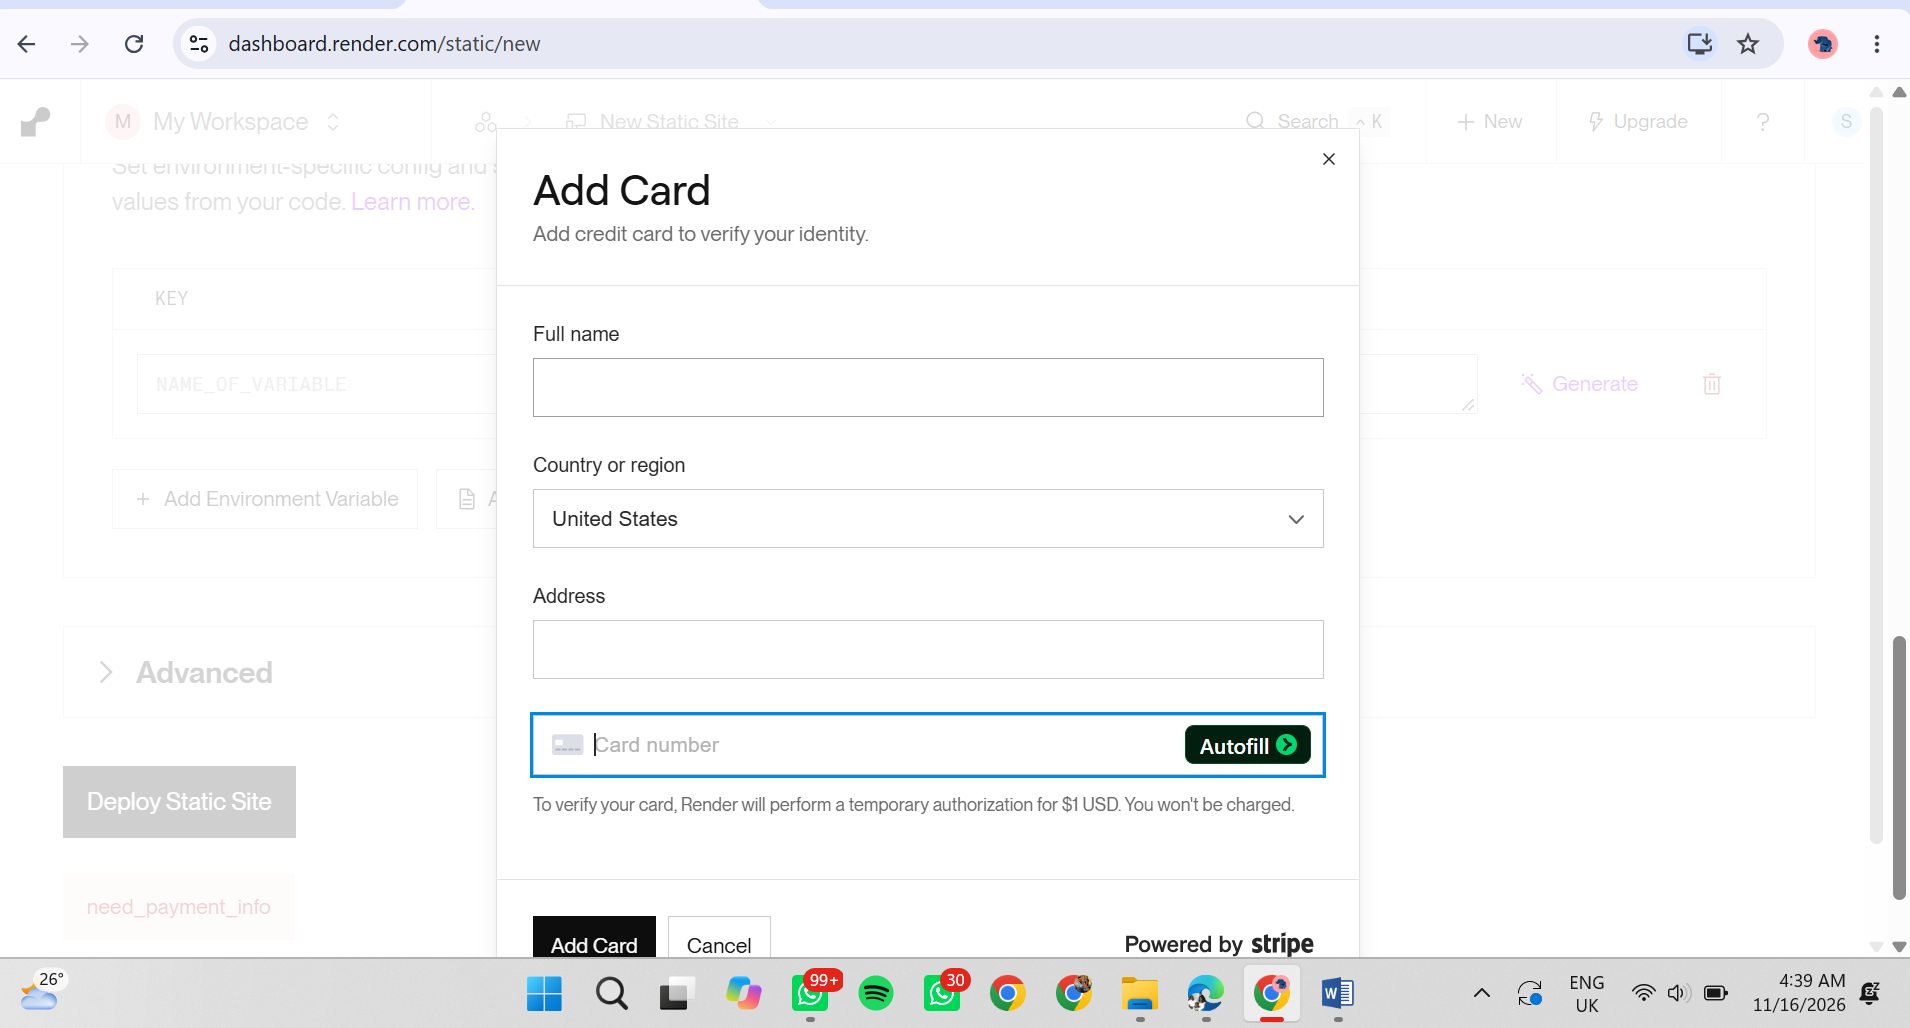 dashboard.render.com/static/new
M My Workspace
New Static Site
Search ^ K
+ New
Upgrade
?
S
Set environment-specific config and s
values from your code. Learn more.
KEY
NAME_OF_VARIABLE
Generate
+ Add Environment Variable
A
Advanced
Deploy Static Site
need_payment_info
Add Card
Add credit card to verify your identity.
Full name
Country or region
United States
Address
Card number
Autofill
To verify your card, Render will perform a temporary authorization for $1 USD. You won't be charged.
Add Card
Cancel
Powered by stripe
26°
99+
30
W
ENG
UK
4:39 AM
11/16/2026